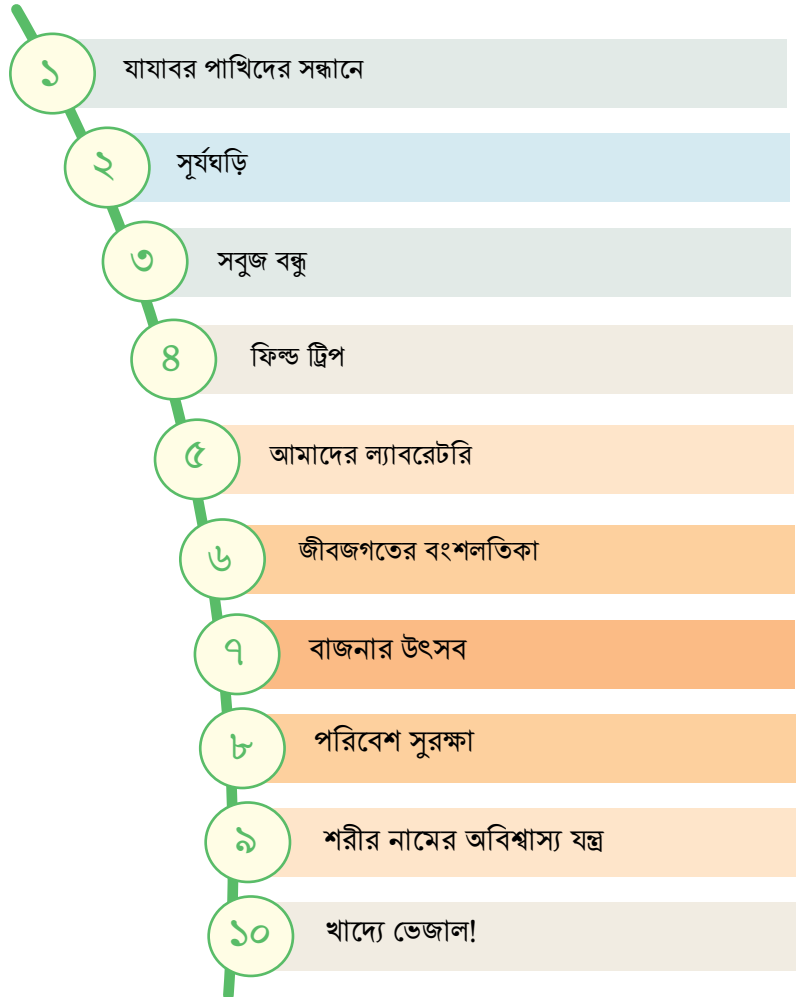 ১ যাযাবর পাখিদের সন্ধানে
২ সূর্যঘড়ি
৩ সবুজ বন্ধু
৪ ফিল্ড ট্রিপ
৫ আমাদের ল্যাবরেটরি
৬ জীবজগতের বংশলতিকা
৭ বাজনার উৎসব
৮ পরিবেশ সুরক্ষা
৯ শরীর নামের অবিশ্বাস্য যন্ত্র
১০ খাদ্যে ভেজাল!